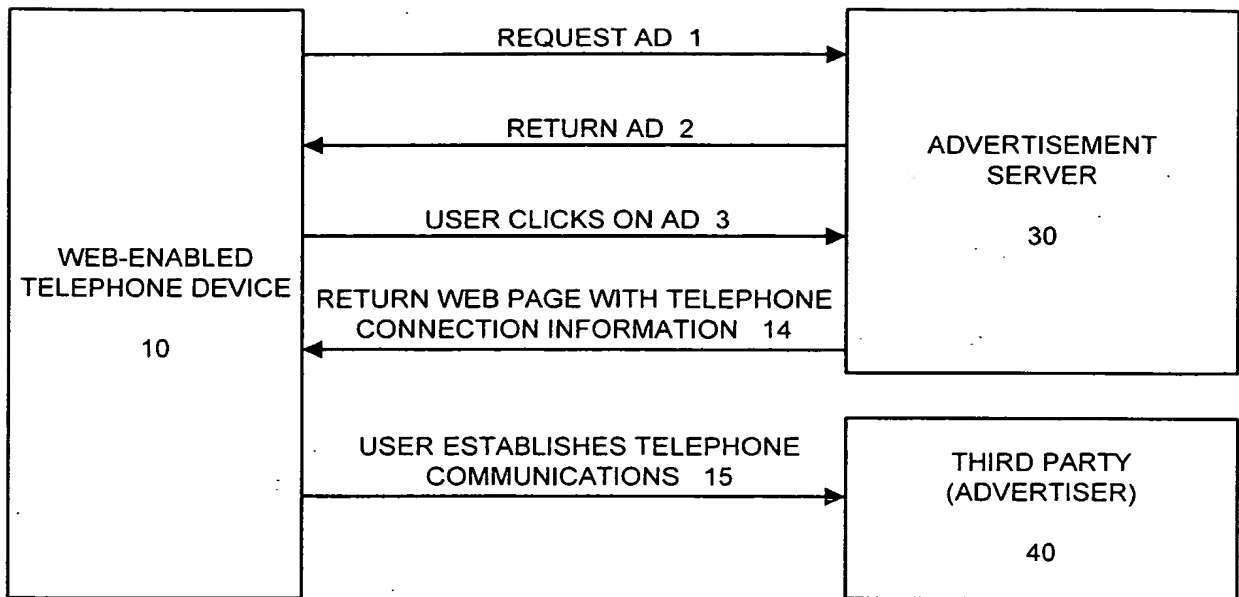 REQUEST AD 1
RETURN AD 2
USER CLICKS ON AD 3
RETURN WEB PAGE WITH TELEPHONE
CONNECTION INFORMATION 14
USER ESTABLISHES TELEPHONE
COMMUNICATIONS 15
WEB-ENABLED
TELEPHONE DEVICE
10
ADVERTISEMENT
SERVER
30
THIRD PARTY
(ADVERTISER)
40